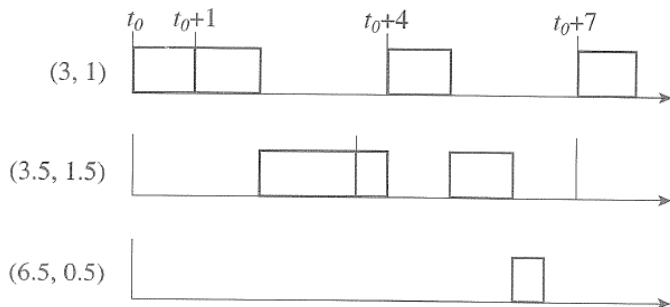 t₀ t₀+1 t₀+4 t₀+7
(3, 1)
(3.5, 1.5)
(6.5, 0.5)